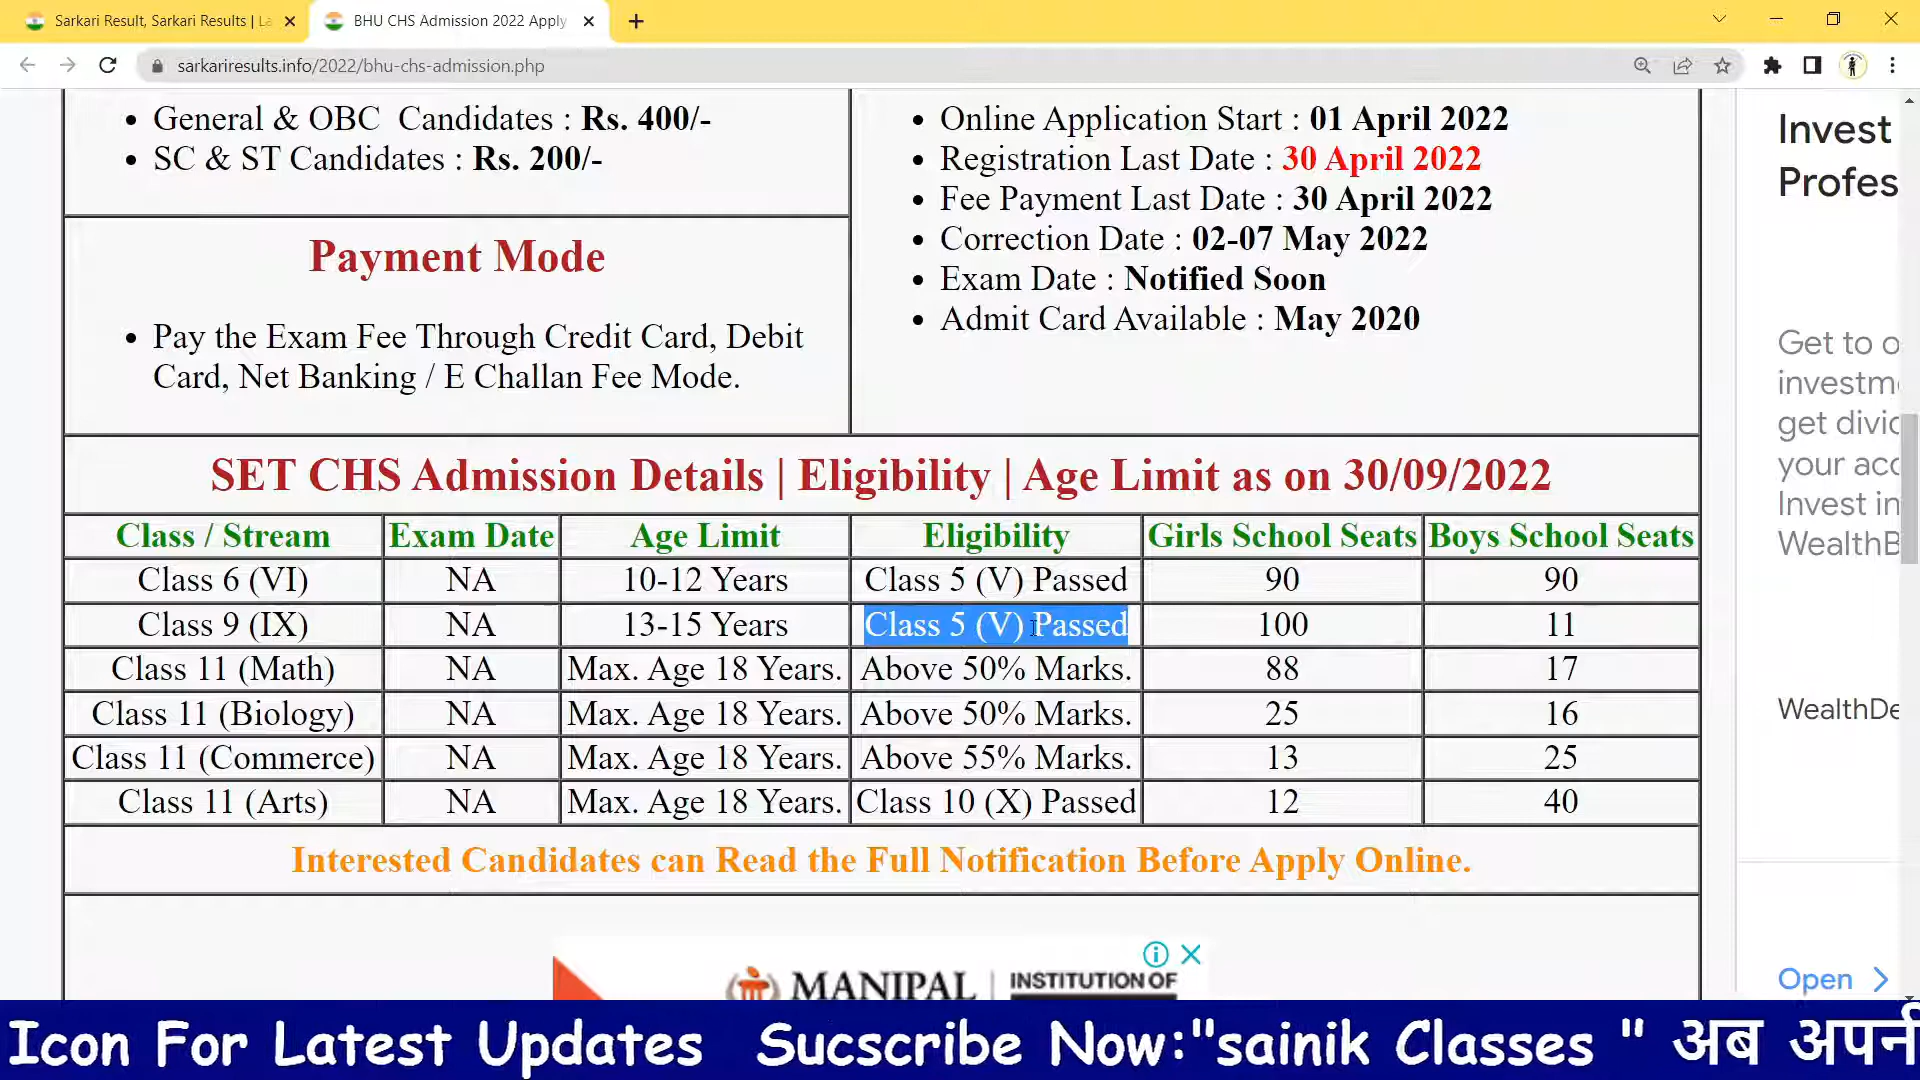 Sarkari Result, Sarkari Results | La
BHU CHS Admission 2022 Apply
sarkariresults.info/2022/bhu-chs-admission.php
General & OBC Candidates : Rs. 400/-
SC & ST Candidates : Rs. 200/-
Payment Mode
Pay the Exam Fee Through Credit Card, Debit
Card, Net Banking / E Challan Fee Mode.
Online Application Start : 01 April 2022
Registration Last Date : 30 April 2022
Fee Payment Last Date : 30 April 2022
Correction Date : 02-07 May 2022
Exam Date : Notified Soon
Admit Card Available : May 2020
SET CHS Admission Details | Eligibility | Age Limit as on 30/09/2022
Class / Stream Exam Date Age Limit Eligibility Girls School Seats Boys School Seats
Class 6 (VI) NA 10-12 Years Class 5 (V) Passed 90 90
Class 9 (IX) NA 13-15 Years Class 5 (V) Passed 100 11
Class 11 (Math) NA Max. Age 18 Years. Above 50% Marks. 88 17
Class 11 (Biology) NA Max. Age 18 Years. Above 50% Marks. 25 16
Class 11 (Commerce) NA Max. Age 18 Years. Above 55% Marks. 13 25
Class 11 (Arts) NA Max. Age 18 Years. Class 10 (X) Passed 12 40
Interested Candidates can Read the Full Notification Before Apply Online.
MANIPAL | INSTITUTION OF
Invest
Profes
Get to o
investm
get divid
your acc
Invest in
WealthB
WealthDe
Open
Icon For Latest Updates Sucscribe Now:"sainik Classes " अब अपनी